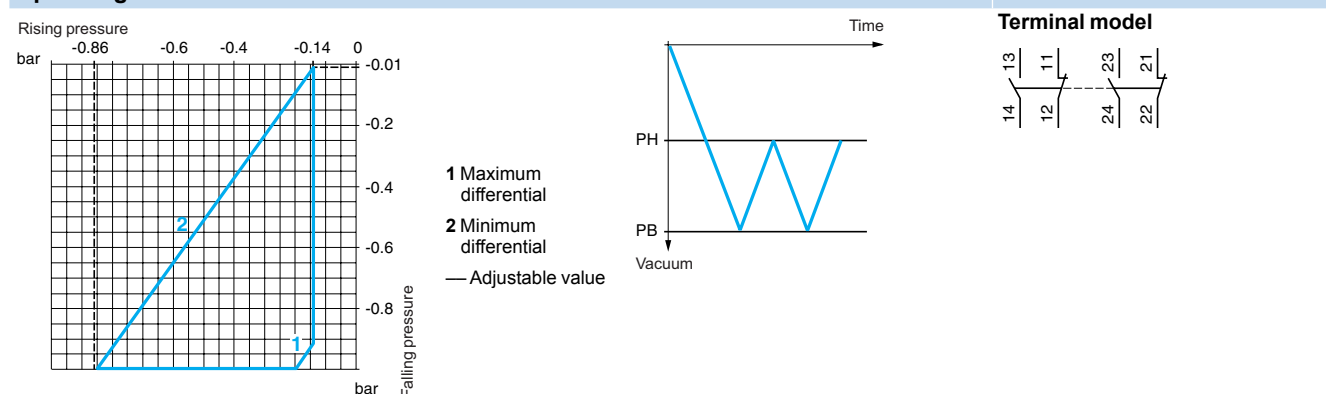 Rising pressure
bar
-0.86
-0.6
-0.4
-0.14
0
-0.01
-0.2
-0.4
-0.6
-0.8
2
1
bar
Falling pressure
1 Maximum
differential
2 Minimum
differential
— Adjustable value
Time
PH
PB
Vacuum
Terminal model
13
11
23
21
14
12
24
22